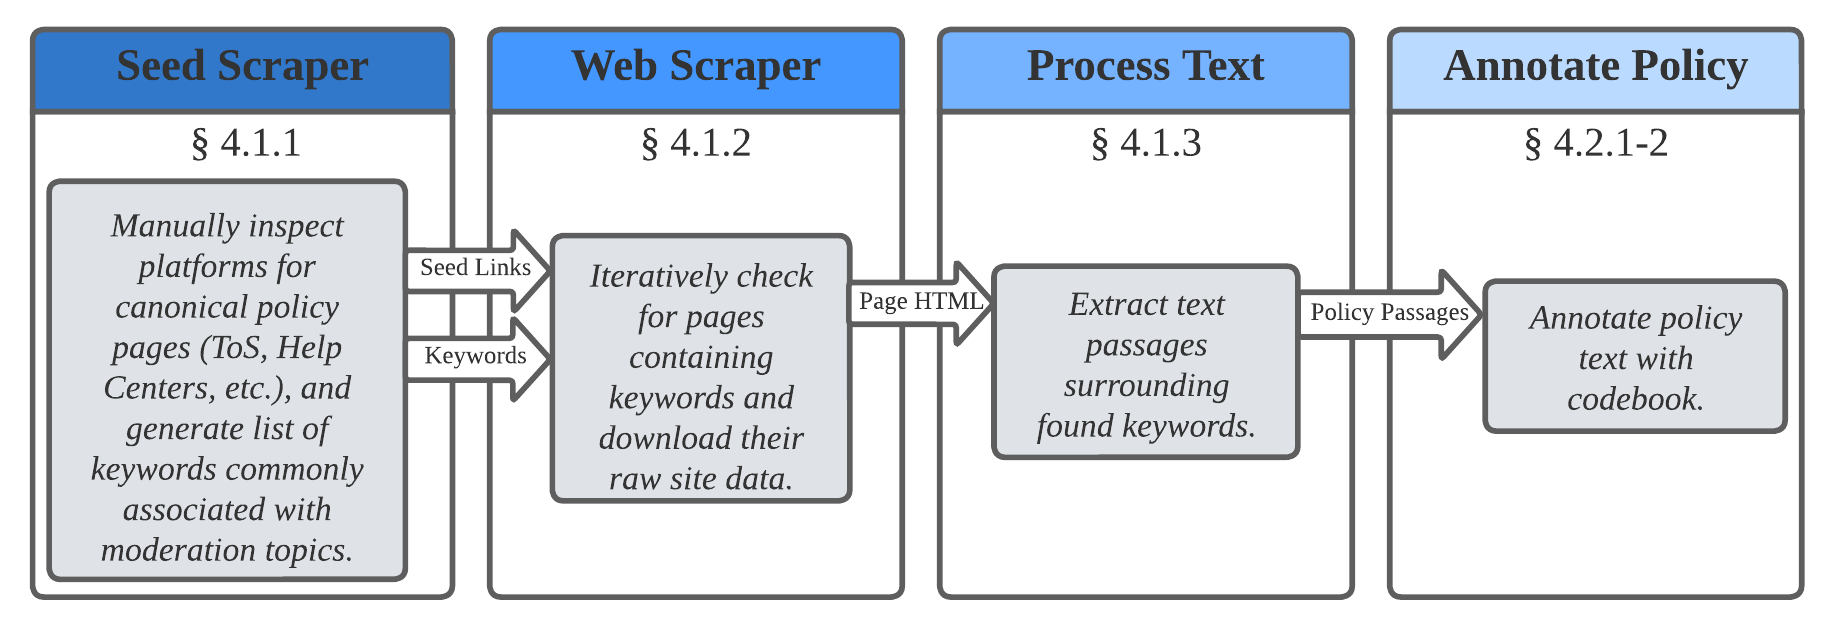 Seed Scraper
§ 4.1.1
Manually inspect
platforms for
canonical policy
pages (ToS, Help
Centers, etc.), and
generate list of
keywords commonly
associated with
moderation topics.
Seed Links
Keywords
Web Scraper
§ 4.1.2
Iteratively check
for pages
containing
keywords and
download their
raw site data.
Page HTML
Process Text
§ 4.1.3
Extract text
passages
surrounding
found keywords.
Policy Passages
Annotate Policy
§ 4.2.1-2
Annotate policy
text with
codebook.